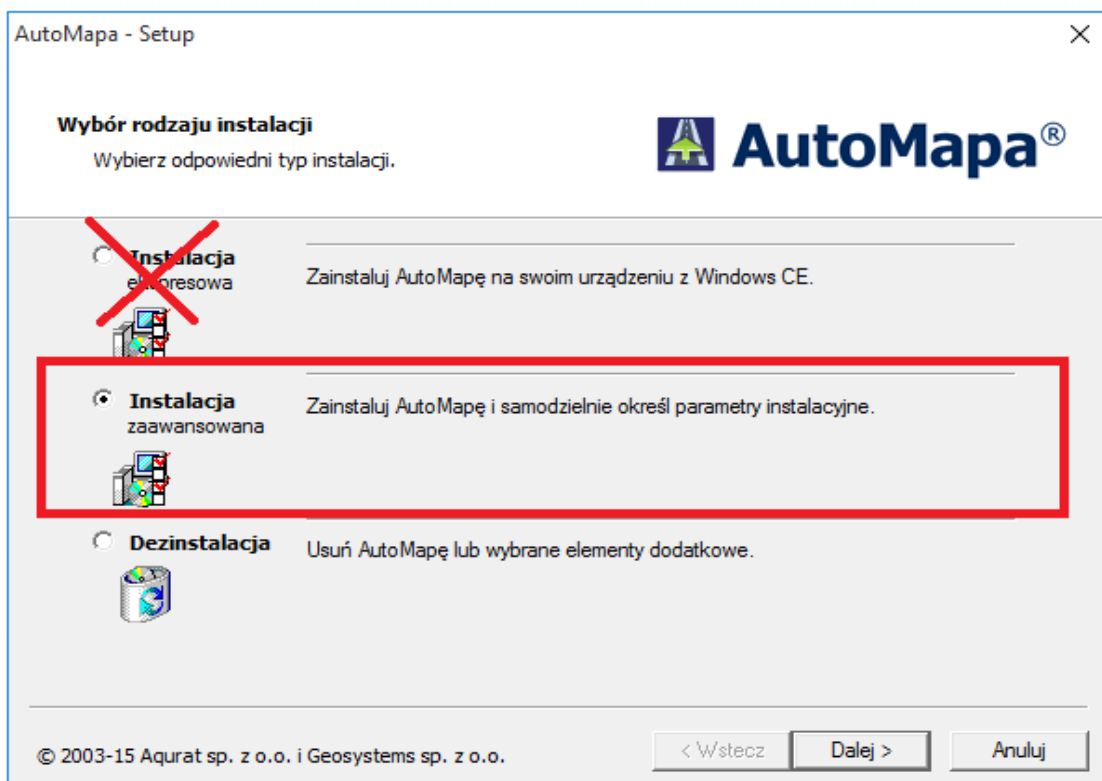 AutoMapa - Setup
Wybór rodzaju instalacji
Wybierz odpowiedni typ instalacji.
AutoMapa®
Instalacja
ekspresowa
Zainstaluj AutoMapę na swoim urządzeniu z Windows CE.
Instalacja
zaawansowana
Zainstaluj AutoMapę i samodzielnie określ parametry instalacyjne.
Dezinstalacja
Usuń AutoMapę lub wybrane elementy dodatkowe.
© 2003-15 Aqurat sp. z o.o. i Geosystems sp. z o.o.
< Wstecz
Dalej >
Anuluj